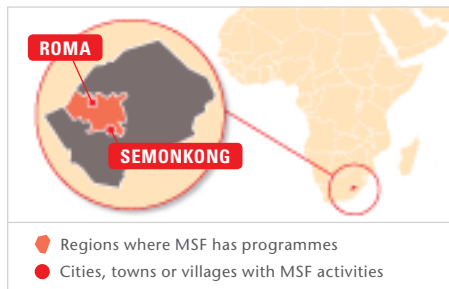 ROMA
SEMONKONG
Regions where MSF has programmes
Cities, towns or villages with MSF activities